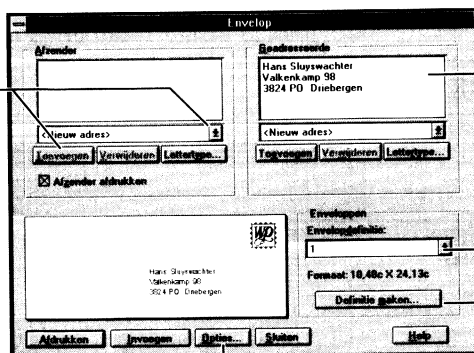 Envelop
Afzender
Geadresseerde
Hans Sluyswachter
Valkenkamp 98
3824 PO Driebergen
<Nieuw adres>
<Nieuw adres>
Toevoegen Verwijderen Lettertype...
Toevoegen Verwijderen Lettertype...
Afzender afdrukken
Enveloppen
Envelopdefinitie:
1
Formaat: 10,48c X 24,13c
Definitie maken...
WP
Hans Sluyswachter
Valkenkamp 98
3824 PO Driebergen
Afdrukken Invoegen Opties... Sluiten Help